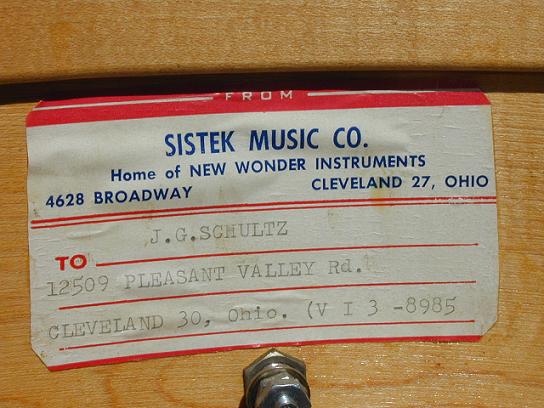 FROM
SISTEK MUSIC CO.
Home of NEW WONDER INSTRUMENTS
4628 BROADWAY CLEVELAND 27, OHIO
J.G.SCHULTZ
TO
12509 PLEASANT VALLEY Rd.
CLEVELAND 30, Ohio. (V I 3 -8985